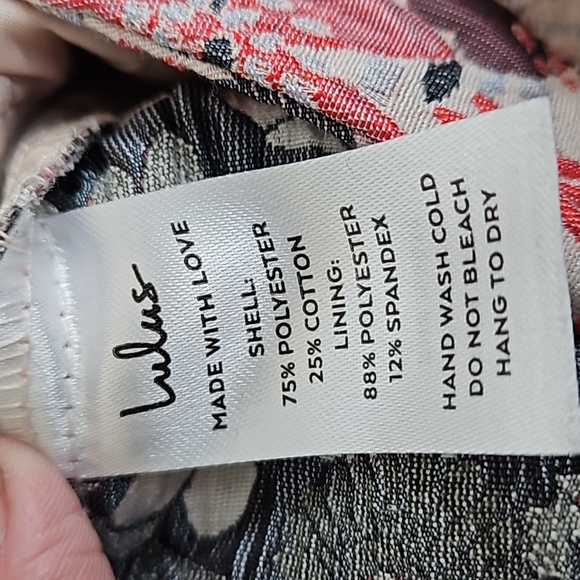 Lulus
MADE WITH LOVE
SHELL:
75% POLYESTER
25% COTTON
LINING:
88% POLYESTER
12% SPANDEX
HAND WASH COLD
DO NOT BLEACH
HANG TO DRY